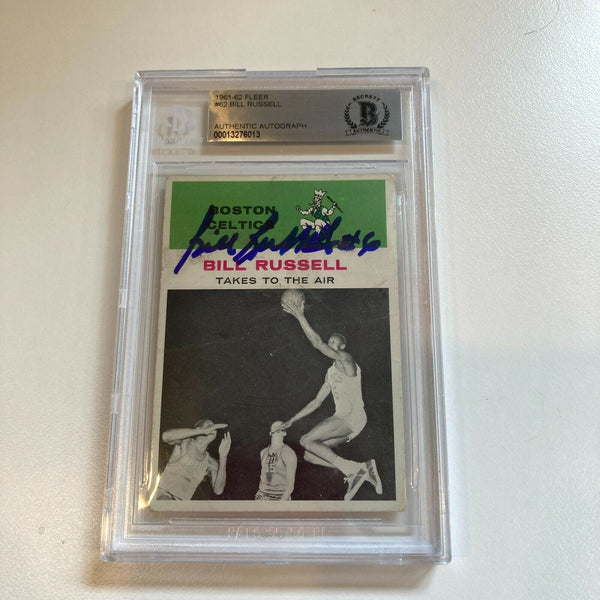 1961-62 FLEER
#62 BILL RUSSELL
AUTHENTIC AUTOGRAPH
00013276013
BECKETT
B
AUTHENTIC
BOSTON
CELTICS
Bill Russell #6
BILL RUSSELL
TAKES TO THE AIR